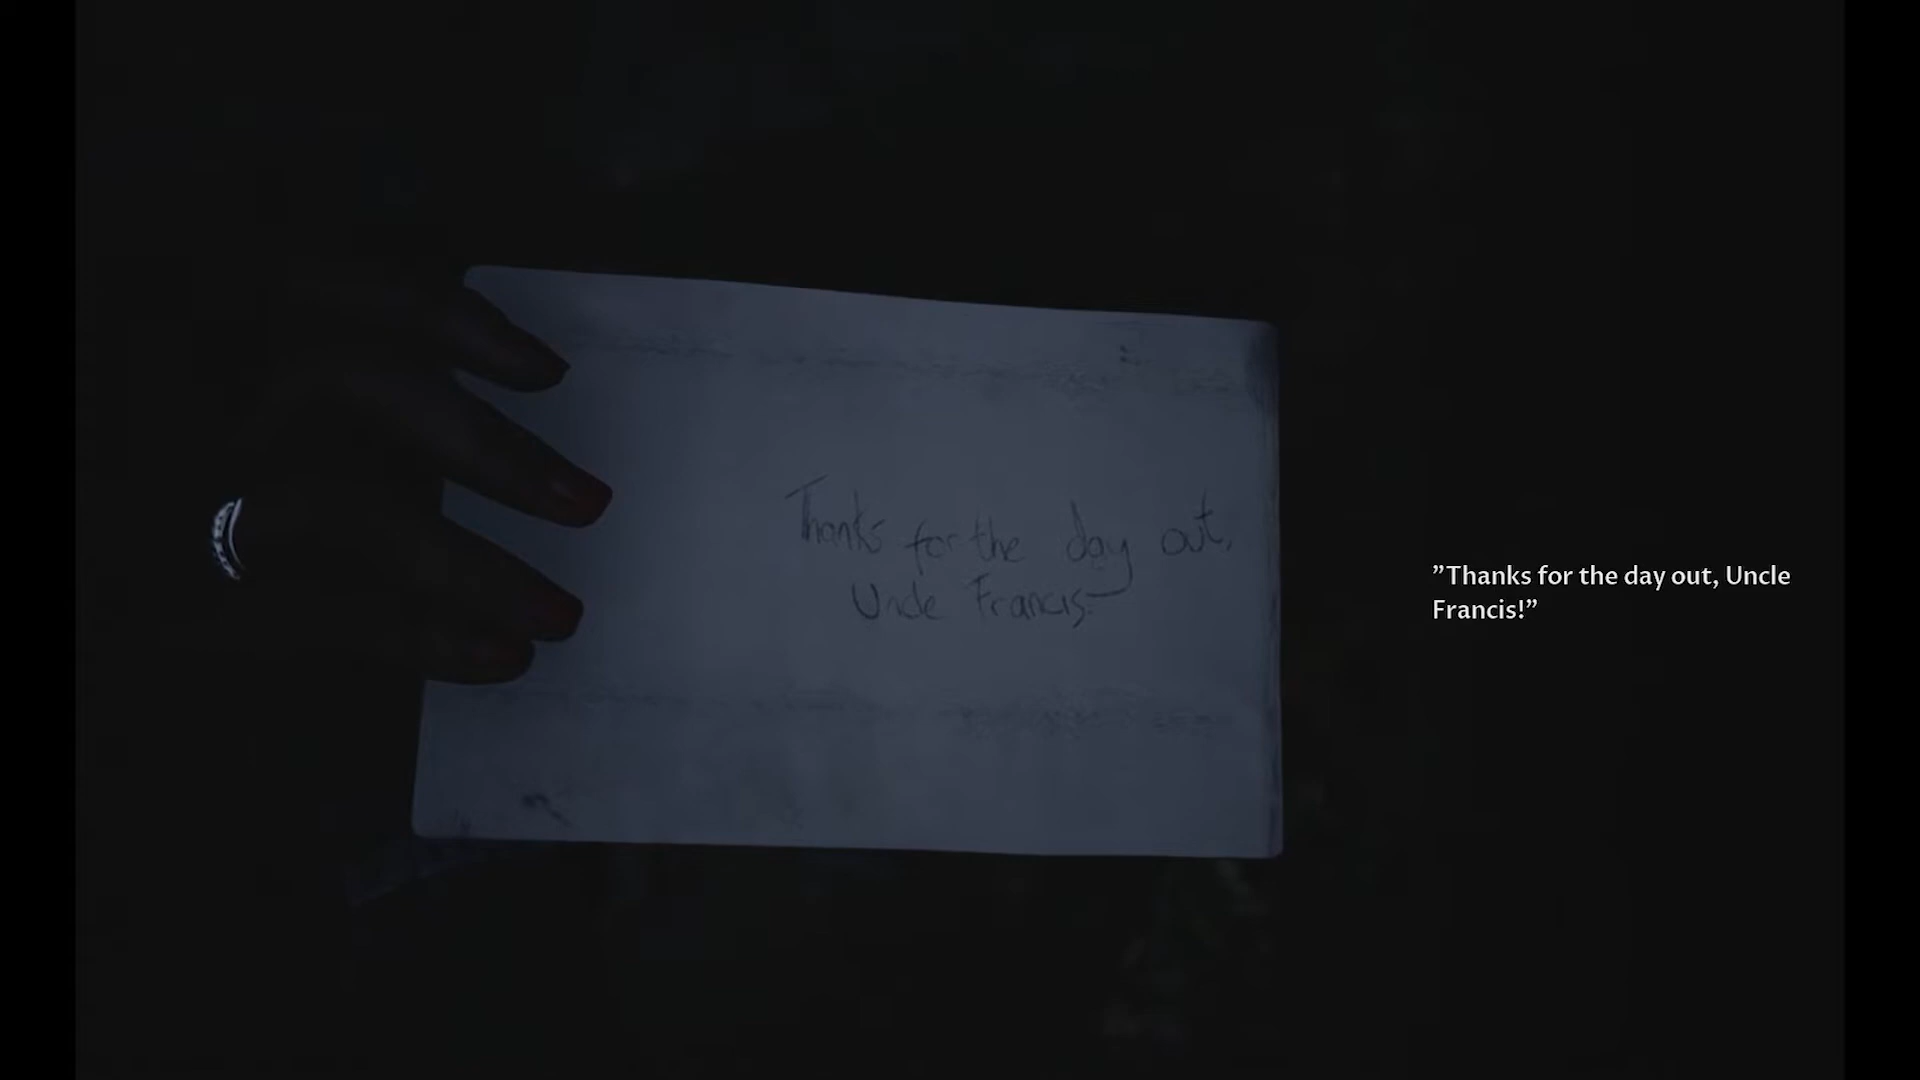 Thanks for the day out,
Uncle Francis
”Thanks for the day out, Uncle
Francis!”